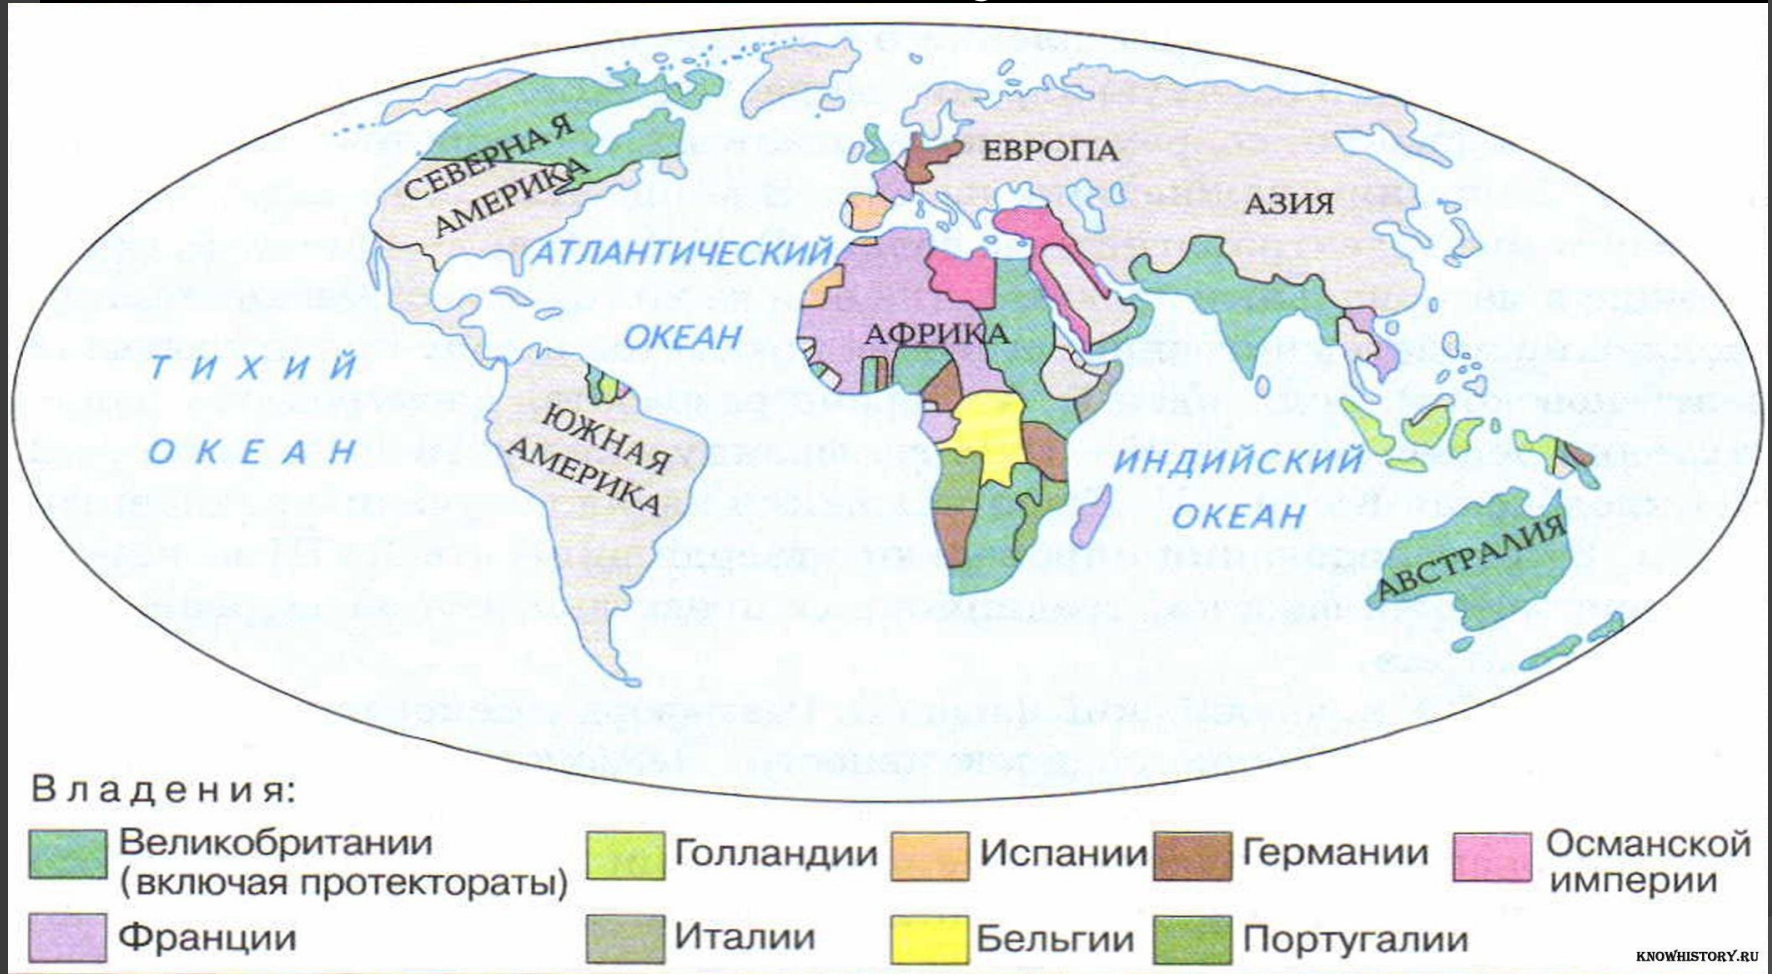 СЕВЕРНАЯ
АМЕРИКА
ЕВРОПА
АЗИЯ
АТЛАНТИЧЕСКИЙ
ОКЕАН
АФРИКА
ТИХИЙ
ОКЕАН
ЮЖНАЯ
АМЕРИКА
ИНДИЙСКИЙ
ОКЕАН
АВСТРАЛИЯ
Владения:
Великобритании
(включая протектораты)
Голландии
Испании
Германии
Османской
империи
Франции
Италии
Бельгии
Португалии
KNOWHISTORY.RU